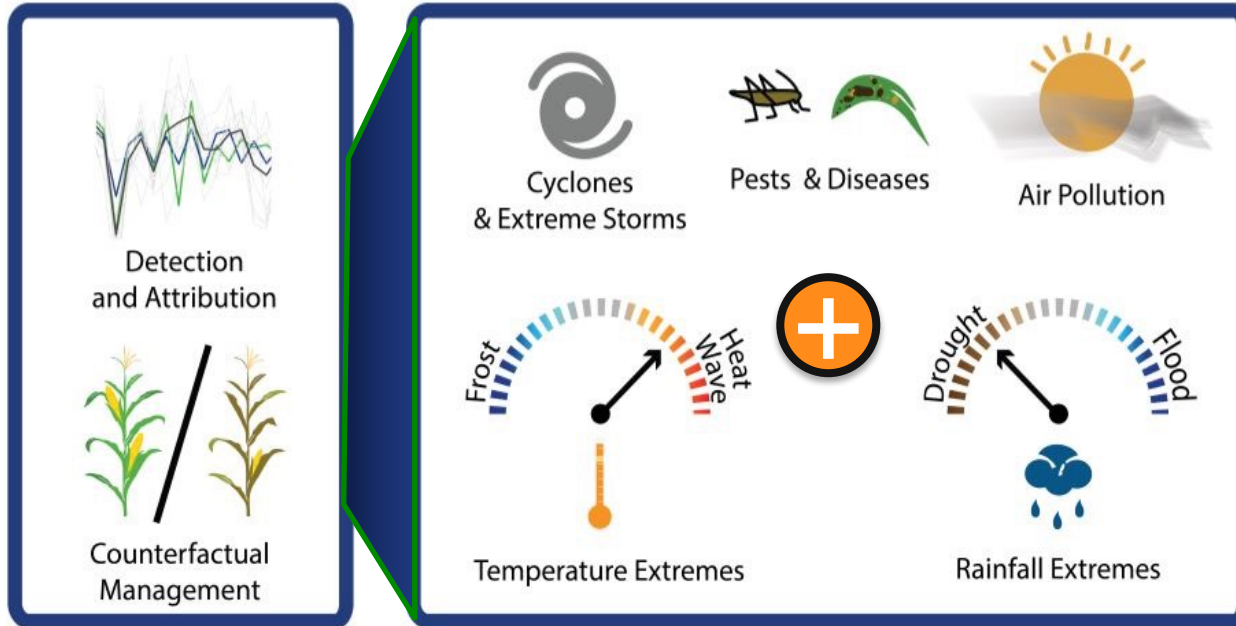 Detection
and Attribution
Counterfactual
Management
Cyclones
& Extreme Storms
Pests & Diseases
Air Pollution
Frost
Heat
Wave
Temperature Extremes
Drought
Flood
Rainfall Extremes